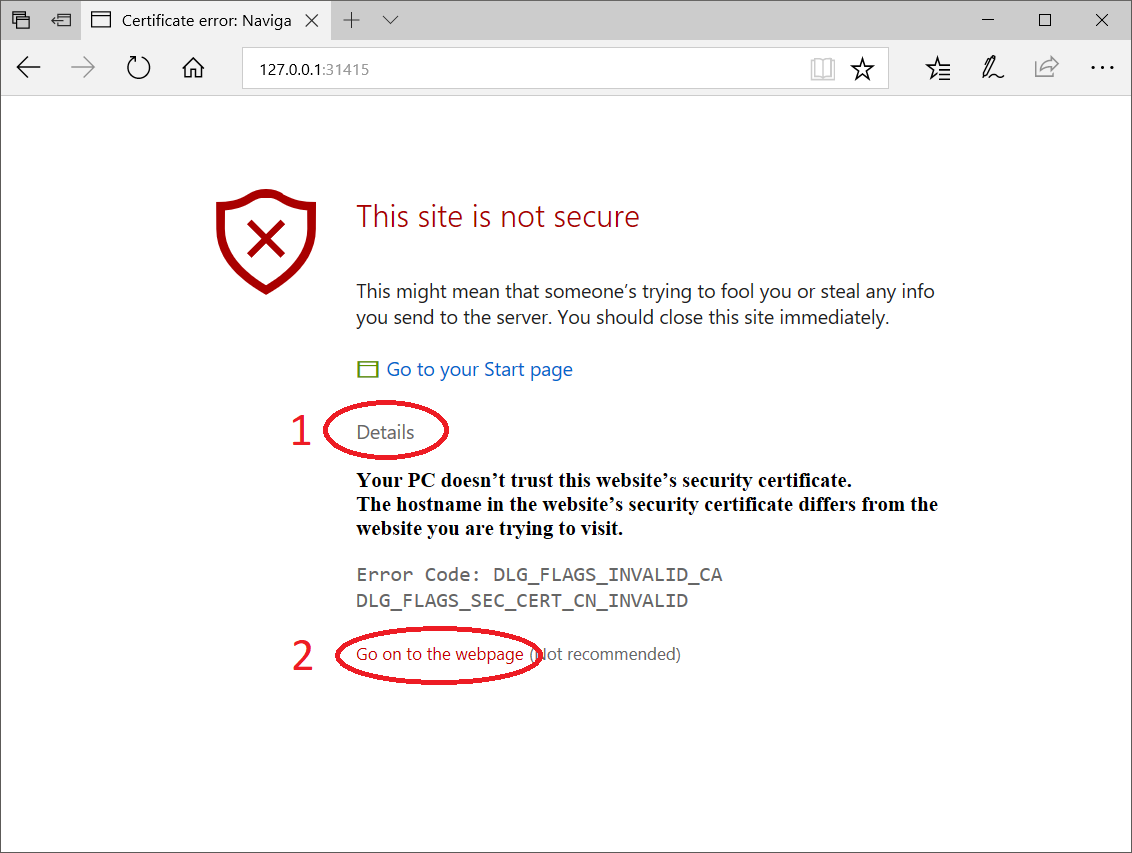 Certificate error: Naviga
127.0.0.1:31415
This site is not secure
This might mean that someone’s trying to fool you or steal any info
you send to the server. You should close this site immediately.
Go to your Start page
1 Details
Your PC doesn’t trust this website’s security certificate.
The hostname in the website’s security certificate differs from the
website you are trying to visit.
Error Code: DLG_FLAGS_INVALID_CA
DLG_FLAGS_SEC_CERT_CN_INVALID
2 Go on to the webpage (Not recommended)